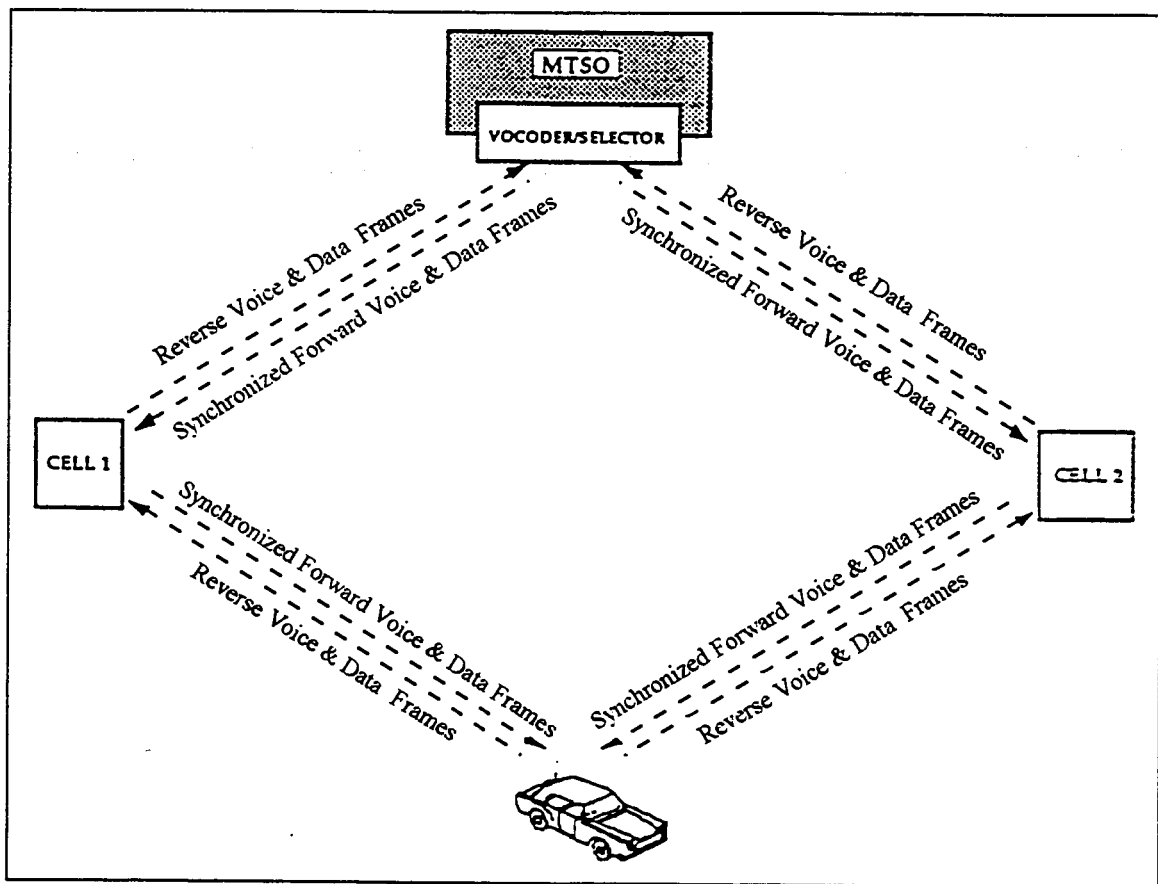 MTSO
VOCODER/SELECTOR
Reverse Voice & Data Frames
Synchronized Forward Voice & Data Frames
Reverse Voice & Data Frames
Synchronized Forward Voice & Data Frames
CELL 1
CELL 2
Synchronized Forward Voice & Data Frames
Reverse Voice & Data Frames
Synchronized Forward Voice & Data Frames
Reverse Voice & Data Frames